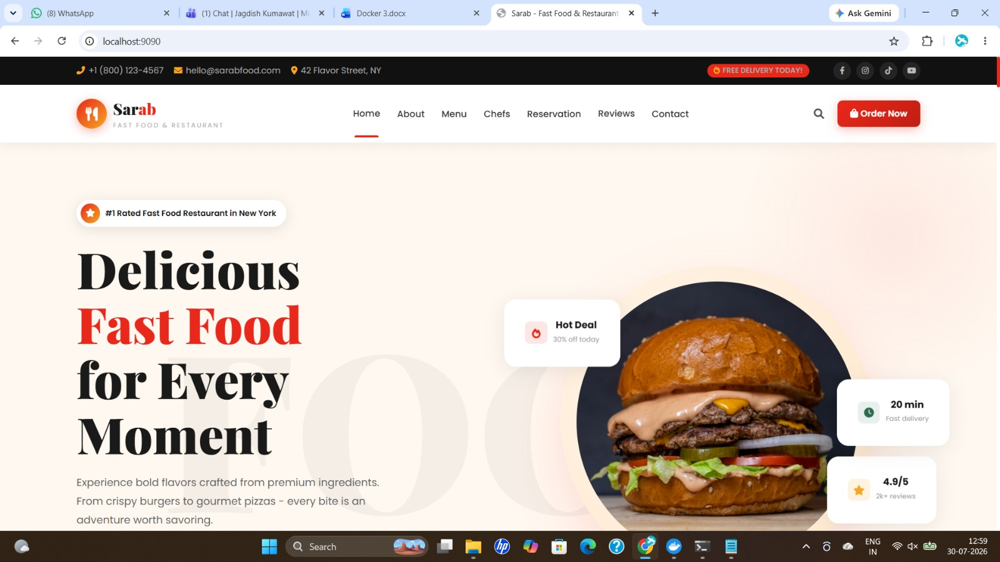 (8) WhatsApp
(1) Chat | Jagdish Kumawat | Mi
Docker 3.docx
Sarab - Fast Food & Restaurant
Ask Gemini
localhost:9090
+1 (800) 123-4567
hello@sarabfood.com
42 Flavor Street, NY
FREE DELIVERY TODAY!
Sarab
FAST FOOD & RESTAURANT
Home
About
Menu
Chefs
Reservation
Reviews
Contact
Order Now
#1 Rated Fast Food Restaurant in New York
Delicious
Fast Food
for Every
Moment
FOO
Hot Deal
30% off today
20 min
Fast delivery
4.9/5
2k+ reviews
Experience bold flavors crafted from premium ingredients.
From crispy burgers to gourmet pizzas - every bite is an
adventure worth savoring.
Search
hp
ENG
IN
12:59
30-07-2026